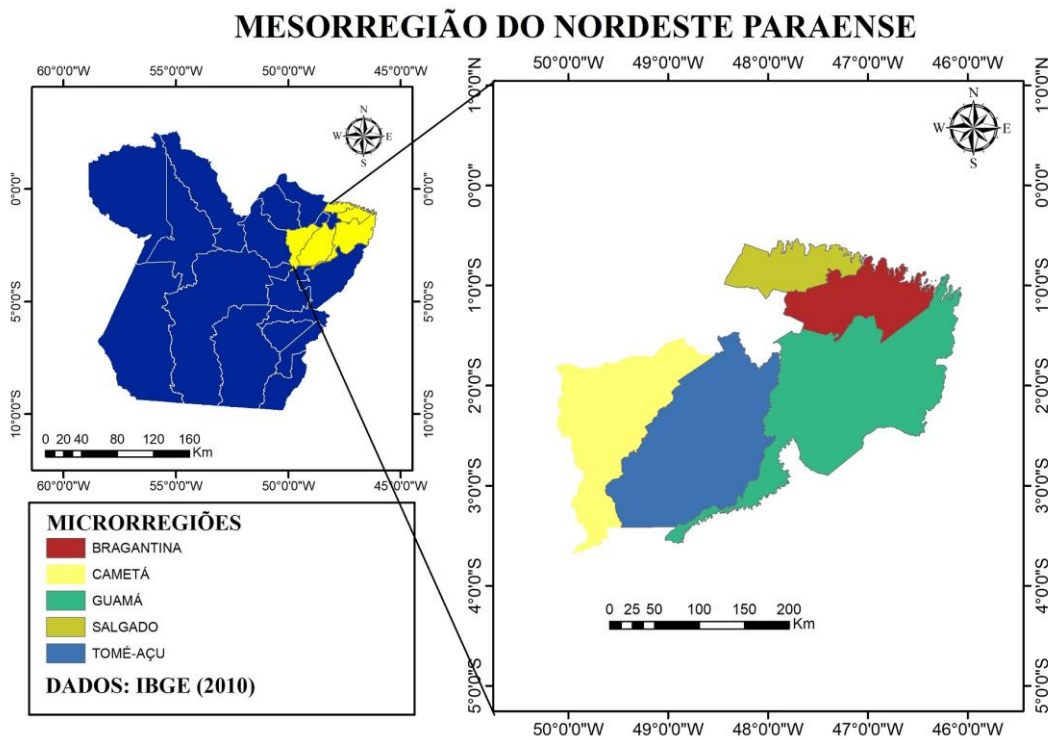 MESORREGIÃO DO NORDESTE PARAENSE
60°0'0"W 55°0'0"W 50°0'0"W 45°0'0"W
N
W E
S
0°0'0"
5°0'0"S
10°0'0"S
0°0'0"
5°0'0"S
10°0'0"S
0 20 40 80 120 160
Km
60°0'0"W 55°0'0"W 50°0'0"W 45°0'0"W
MICRORREGIÕES
BRAGANTINA
CAMETÁ
GUAMÁ
SALGADO
TOMÉ-AÇU
DADOS: IBGE (2010)
50°0'0"W 49°0'0"W 48°0'0"W 47°0'0"W 46°0'0"W
N
W E
S
1°0'0"N
0°0'0"
1°0'0"S
2°0'0"S
3°0'0"S
4°0'0"S
5°0'0"S
1°0'0"N
0°0'0"
1°0'0"S
2°0'0"S
3°0'0"S
4°0'0"S
5°0'0"S
0 25 50 100 150 200
Km
50°0'0"W 49°0'0"W 48°0'0"W 47°0'0"W 46°0'0"W